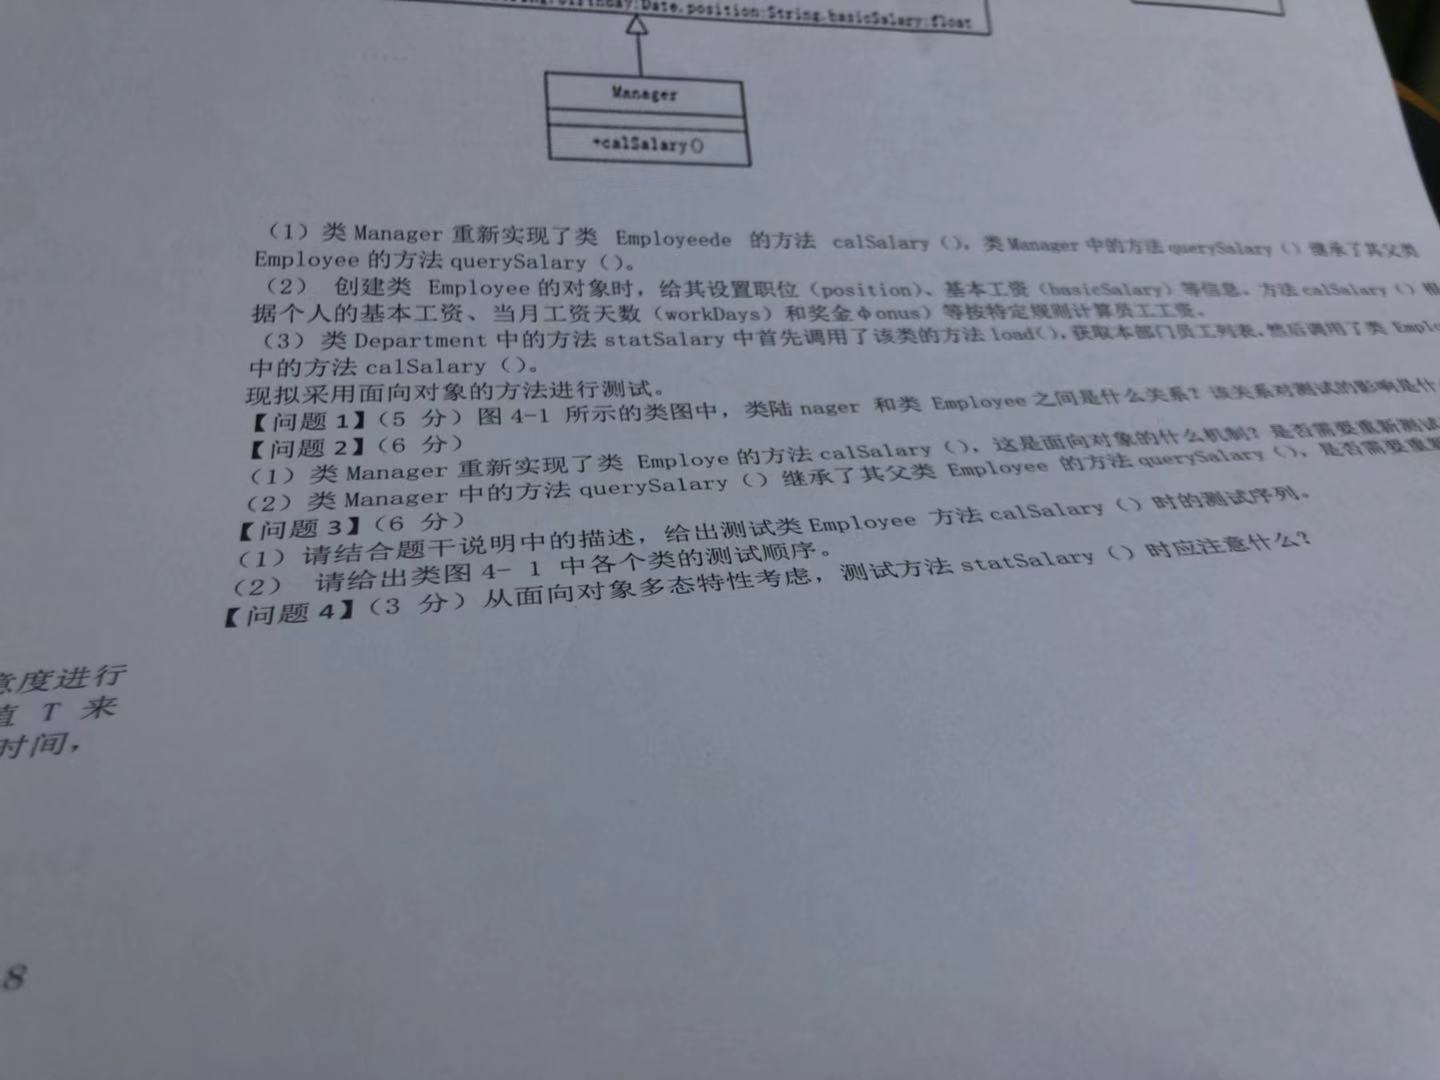 Date,position:String,basicSalary:float
Manager
+calSalary()
（1）类 Manager 重新实现了类 Employeede 的方法 calSalary（），类 Manager 中的方法 querySalary（）继承了其父类
Employee 的方法 querySalary（）。
（2） 创建类 Employee 的对象时，给其设置职位（position）、基本工资（basicSalary）等信息。方法 calSalary（）根
据个人的基本工资、当月工资天数（workDays）和奖金 φonus）等按特定规则计算员工工资。
（3）类 Department 中的方法 statSalary 中首先调用了该类的方法 load()，获取本部门员工列表，然后调用了类 Emplo
中的方法 calSalary（）。
现拟采用面向对象的方法进行测试。
【问题 1】（5 分）图 4-1 所示的类图中，类陆 nager 和类 Employee 之间是什么关系？该关系对测试的影响是什
【问题 2】（6 分）
（1）类 Manager 重新实现了类 Employe 的方法 calSalary（），这是面向对象的什么机制？是否需要重新测试
（2）类 Manager 中的方法 querySalary（）继承了其父类 Employee 的方法 querySalary（），是否需要重新
【问题 3】（6 分）
（1）请结合题干说明中的描述，给出测试类 Employee 方法 calSalary（）时的测试序列。
（2） 请给出类图 4- 1 中各个类的测试顺序。
【问题 4】（3 分）从面向对象多态特性考虑，测试方法 statSalary（）时应注意什么？
意度进行
值 T 来
时间，
8